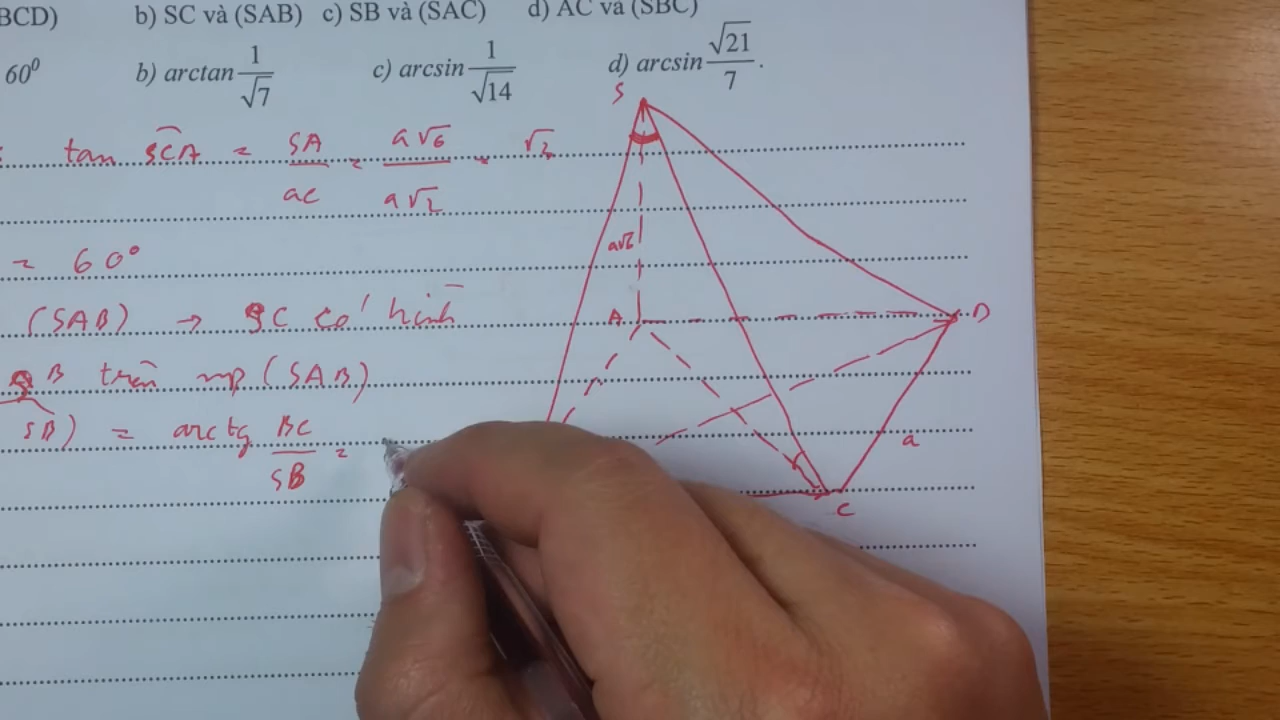 BCD) b) SC và (SAB) c) SB và (SAC) d) AC và (SBC)
60⁰ b) arctan 1/√7 c) arcsin 1/√14 d) arcsin √21/7 .
: tan SCA = SA/ac = a√6/a√2 = √3
= 60°
(SAB) → SC có hình
B trên mp (SAB)
SB) = arctg BC/SB =
S
a√6
A
D
a
C